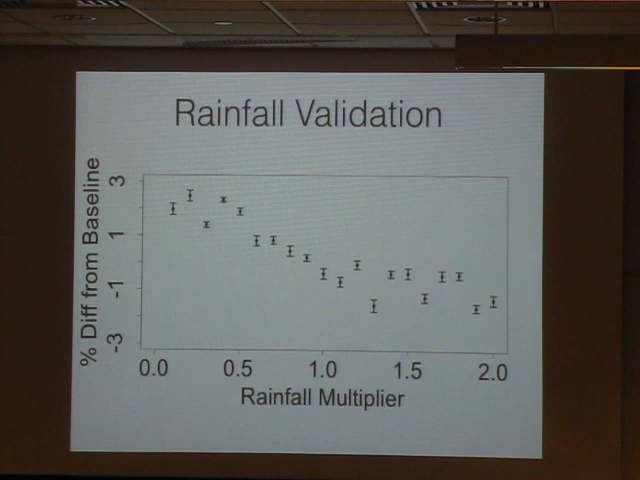 Rainfall Validation
% Diff from Baseline
3
1
-1
-3
0.0 0.5 1.0 1.5 2.0
Rainfall Multiplier